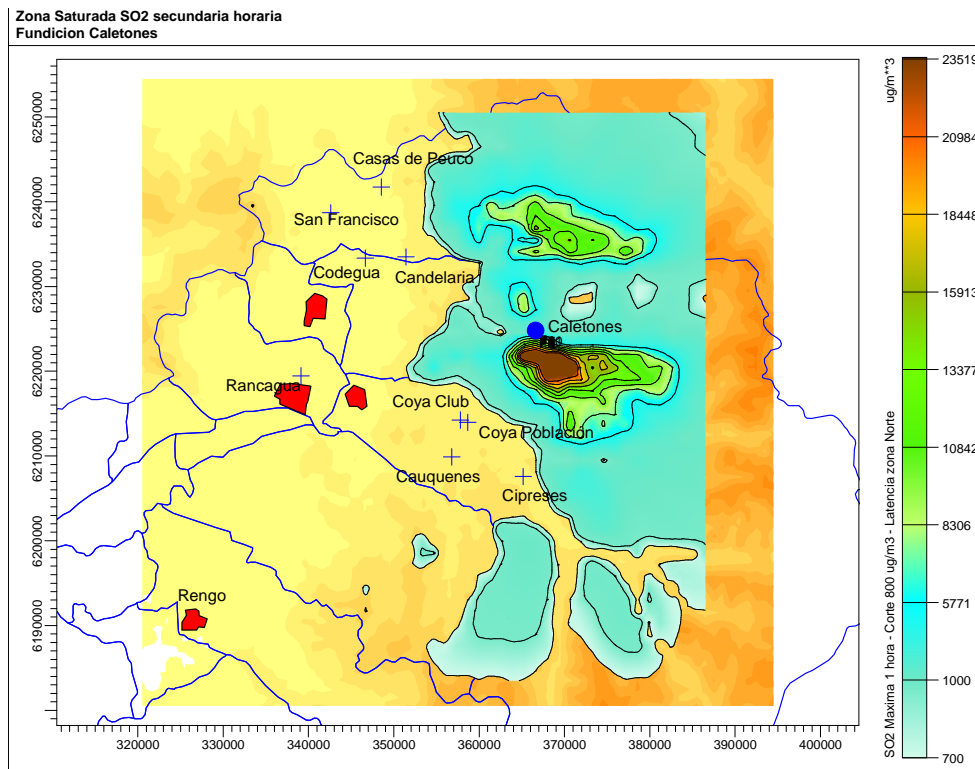 Zona Saturada SO2 secundaria horaria
Fundicion Caletones
ug/m**3
23519
20984
18448
15913
13377
10842
8306
5771
1000
700
SO2 Maxima 1 hora - Corte 800 ug/m3 - Latencia zona Norte
6250000
6240000
6230000
6220000
6210000
6200000
6190000
Casas de Peuco
San Francisco
Codegua
Candelaria
Caletones
Rancagua
Coya Club
Coya Población
Cauquenes
Cipreses
Rengo
320000
330000
340000
350000
360000
370000
380000
390000
400000